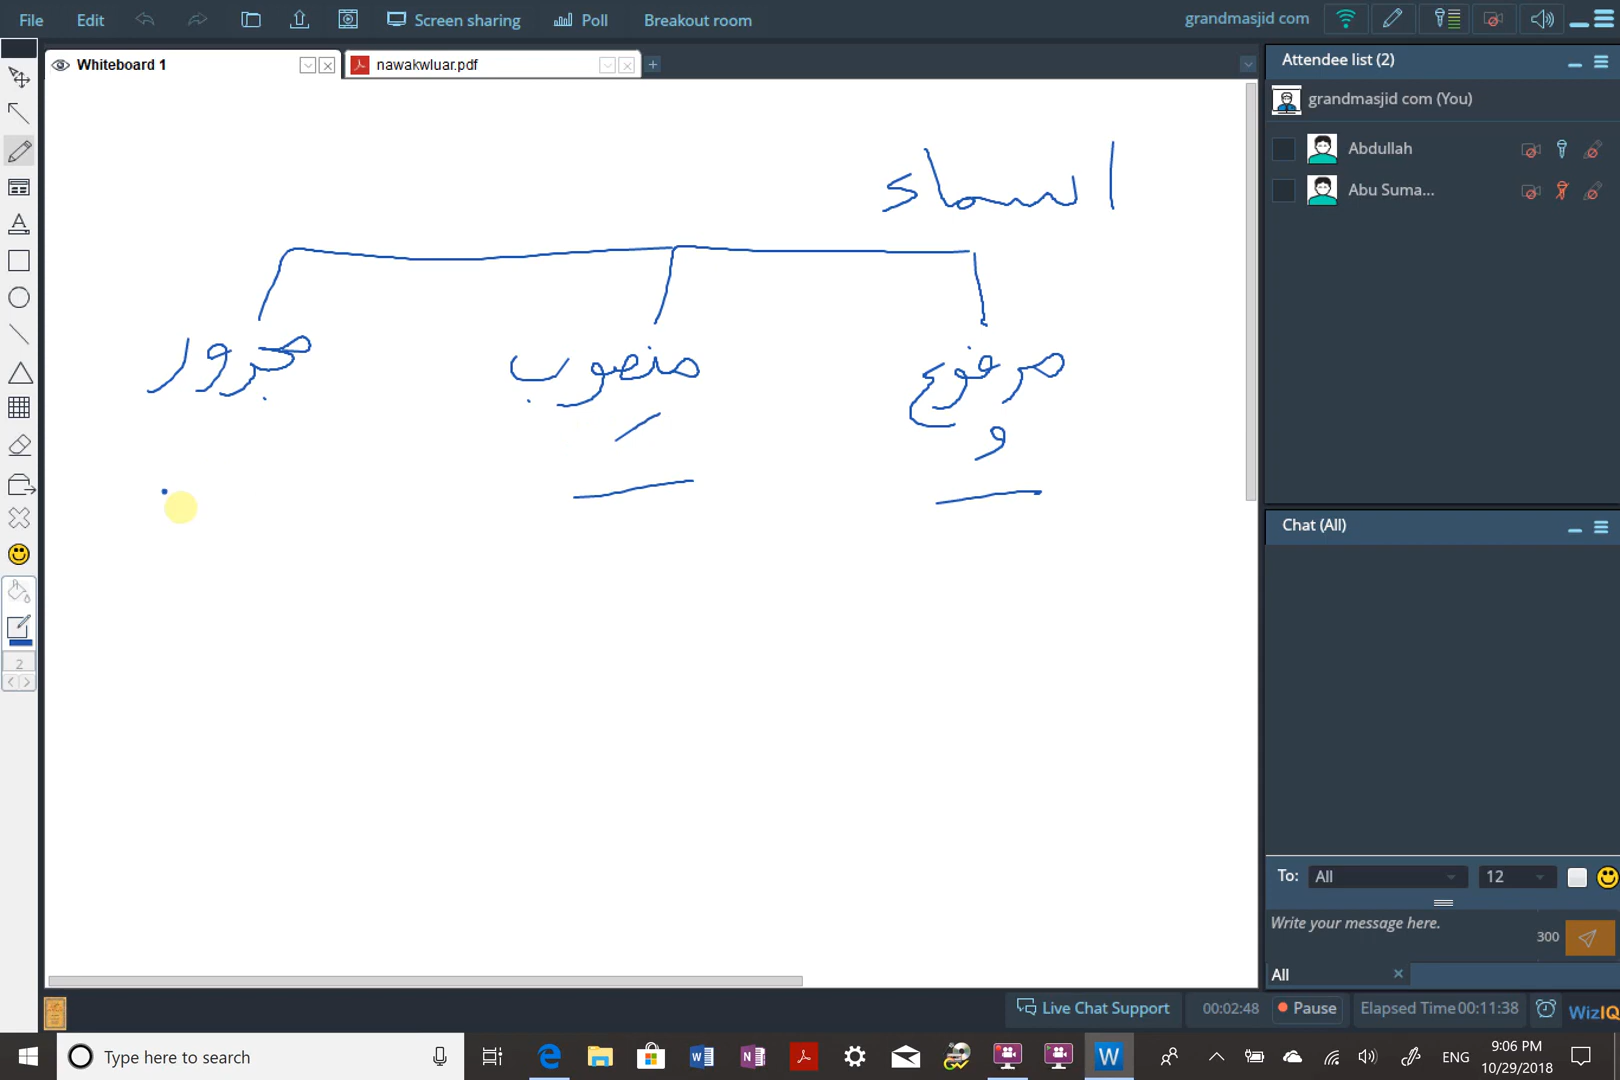 File Edit Screen sharing Poll Breakout room grandmasjid com
Whiteboard 1 nawakwluar.pdf
Attendee list (2)
grandmasjid com (You)
Abdullah
Abu Suma...
اسماء
مرفوع منصوب مجرور
و
2
Chat (All)
To: All 12
Write your message here. 300
All
Live Chat Support 00:02:48 Pause Elapsed Time 00:11:38 WizIQ
Type here to search ENG 9:06 PM
10/29/2018